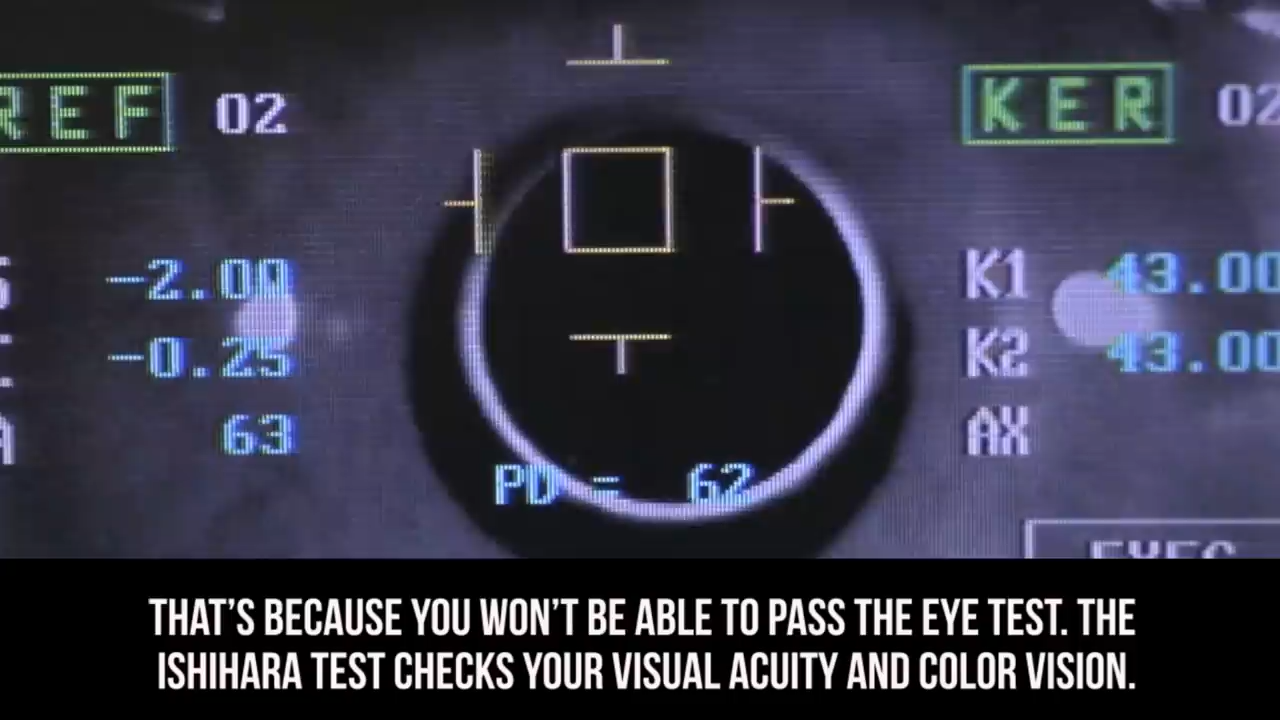 REF 02
KER 02
-2.00
K1 43.00
-0.25
K2 43.00
63
AX
PD = 62
THAT'S BECAUSE YOU WON'T BE ABLE TO PASS THE EYE TEST. THE
ISHIHARA TEST CHECKS YOUR VISUAL ACUITY AND COLOR VISION.